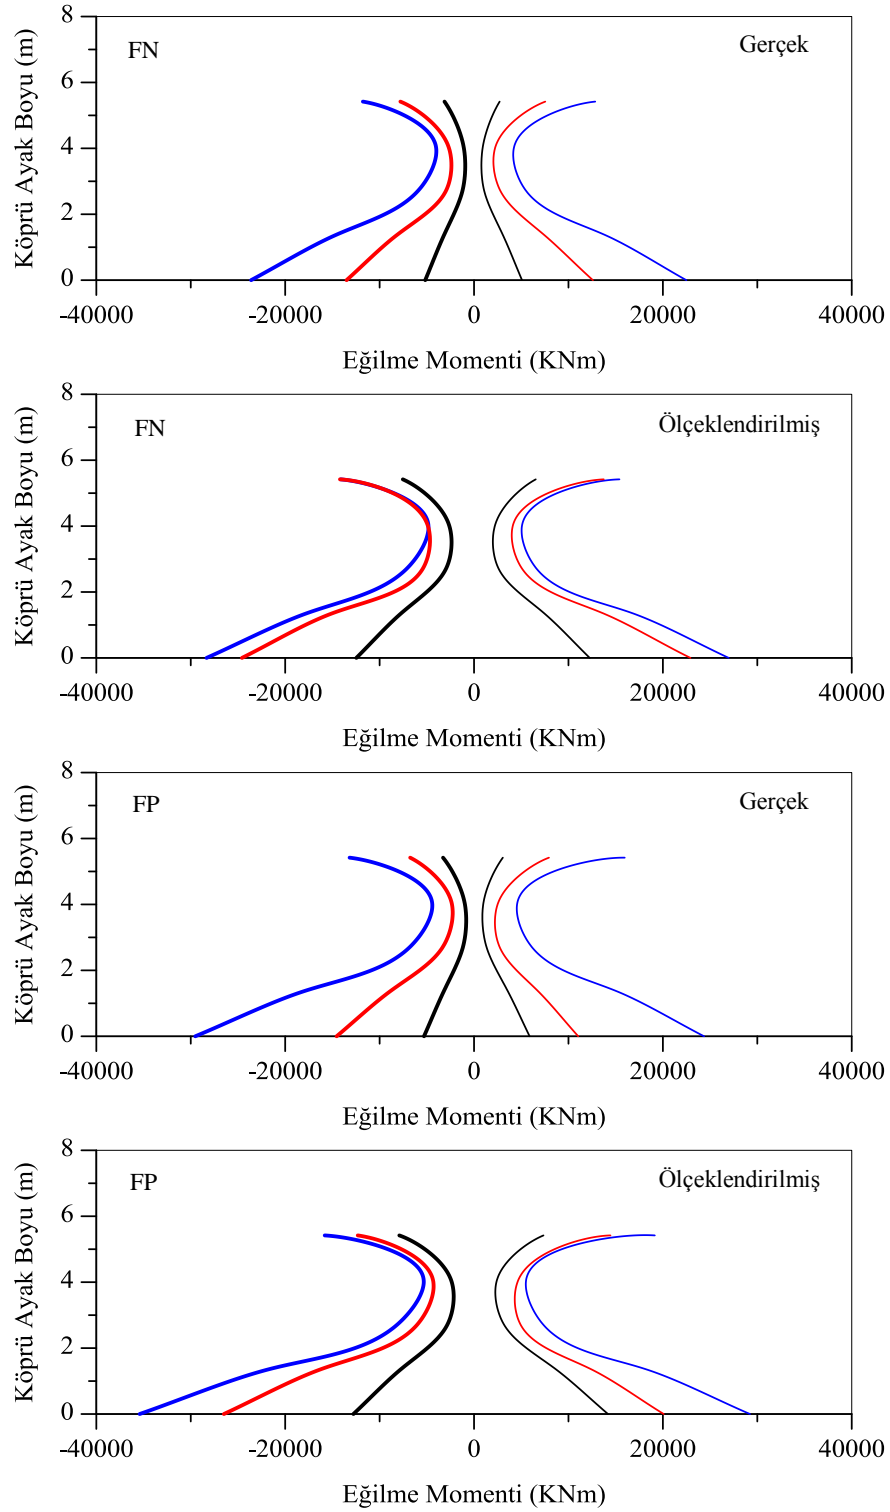 8
FN
Gerçek
6
4
2
0
Köprü Ayak Boyu (m)
-40000 -20000 0 20000 40000
Eğilme Momenti (KNm)
8
FN
Ölçeklendirilmiş
6
4
2
0
Köprü Ayak Boyu (m)
-40000 -20000 0 20000 40000
Eğilme Momenti (KNm)
8
FP
Gerçek
6
4
2
0
Köprü Ayak Boyu (m)
-40000 -20000 0 20000 40000
Eğilme Momenti (KNm)
8
FP
Ölçeklendirilmiş
6
4
2
0
Köprü Ayak Boyu (m)
-40000 -20000 0 20000 40000
Eğilme Momenti (KNm)